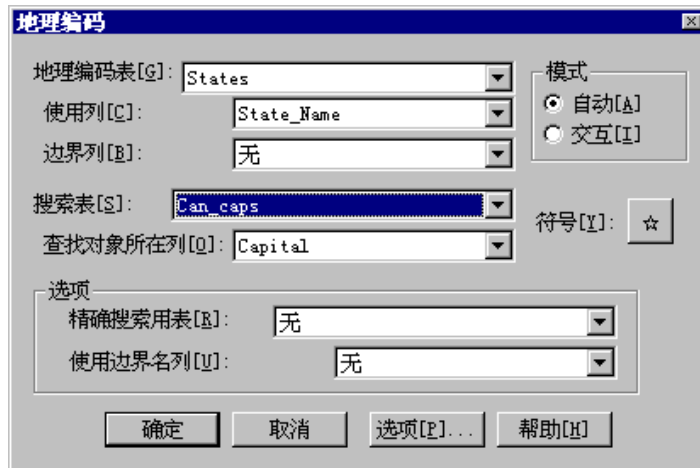 地理编码
地理编码表[G]: States
使用列[C]: State_Name
边界列[B]: 无
模式
自动[A]
交互[I]
搜索表[S]: Can_caps
查找对象所在列[O]: Capital
符号[Y]:
选项
精确搜索用表[R]: 无
使用边界名列[U]: 无
确定 取消 选项[P]... 帮助[H]